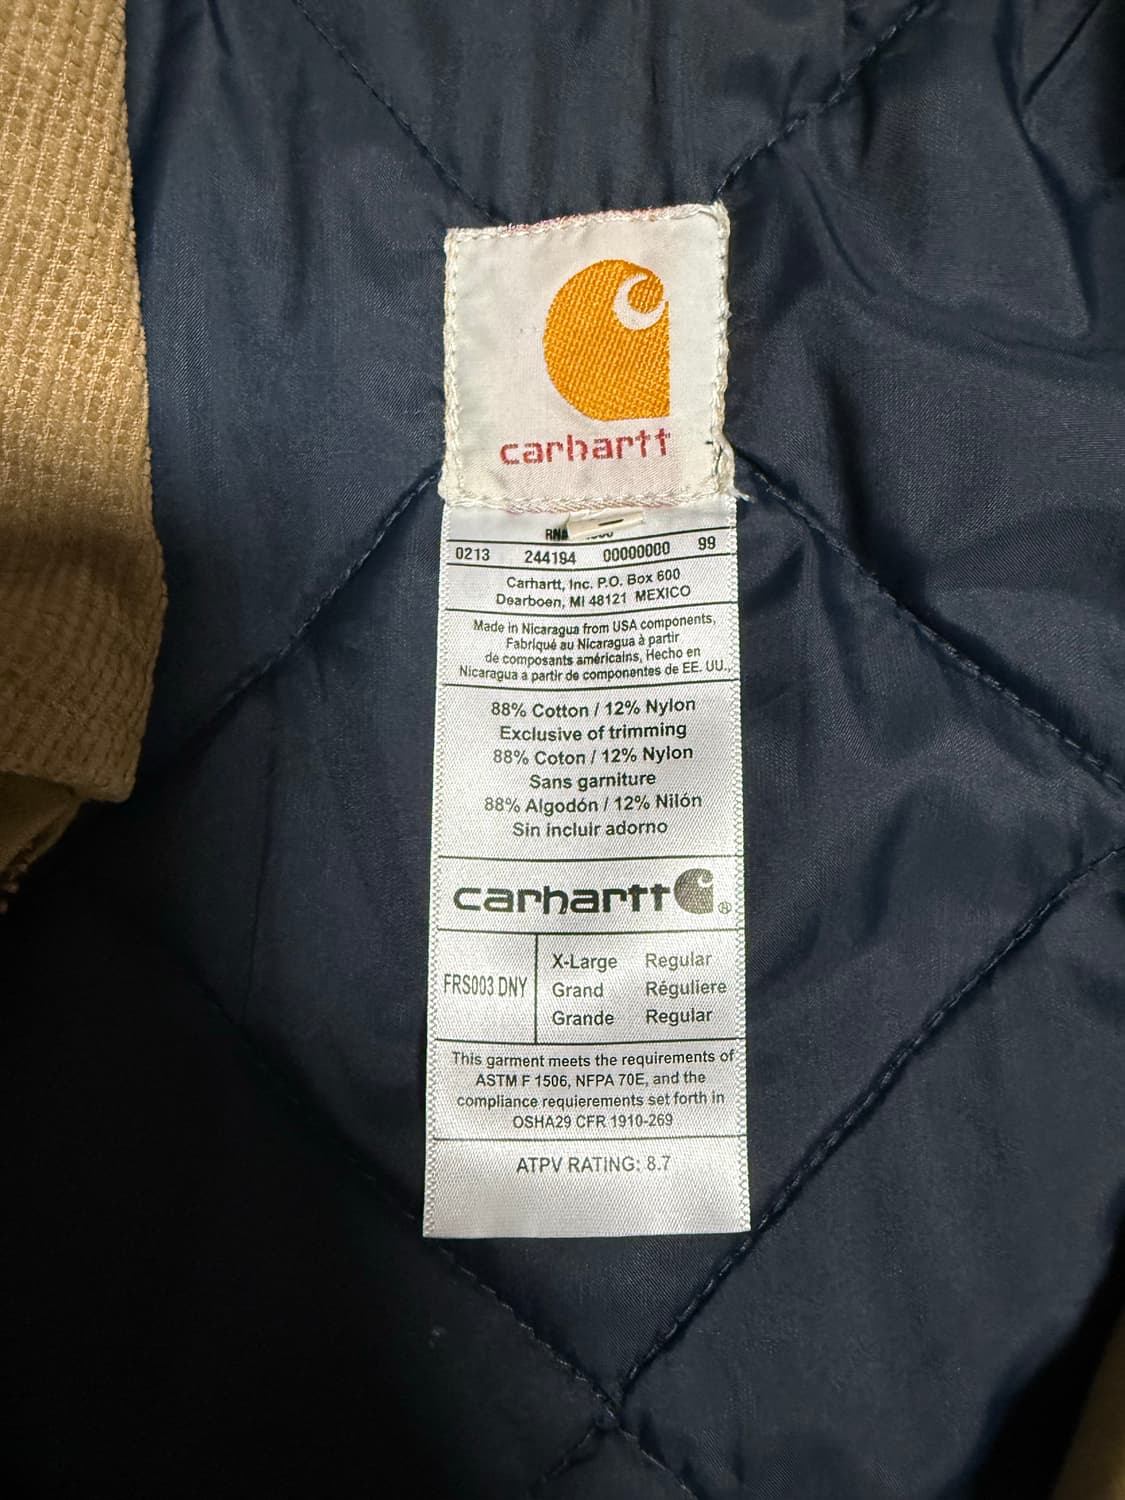 carhartt
0213 244194 00000000 99
Carhartt, Inc. P.O. Box 600
Dearboen, MI 48121 MEXICO
Made in Nicaragua from USA components,
Fabriqué au Nicaragua à partir
de composants américains, Hecho en
Nicaragua a partir de componentes de EE. UU.,
88% Cotton / 12% Nylon
Exclusive of trimming
88% Coton / 12% Nylon
Sans garniture
88% Algodón / 12% Nilón
Sin incluir adorno
carhartt ®
FRS003 DNY
X-Large Regular
Grand Réguliere
Grande Regular
This garment meets the requirements of
ASTM F 1506, NFPA 70E, and the
compliance requierements set forth in
OSHA29 CFR 1910-269
ATPV RATING: 8.7